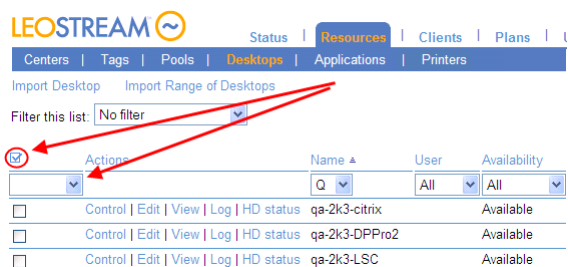 LEOSTREAM
Status | Resources | Clients | Plans | U
Centers | Tags | Pools | Desktops | Applications | Printers
Import Desktop Import Range of Desktops
Filter this list: No filter
Actions Name User Availability
Q All All
Control | Edit | View | Log | HD status qa-2k3-citrix Available
Control | Edit | View | Log | HD status qa-2k3-DPPro2 Available
Control | Edit | View | Log | HD status qa-2k3-LSC Available